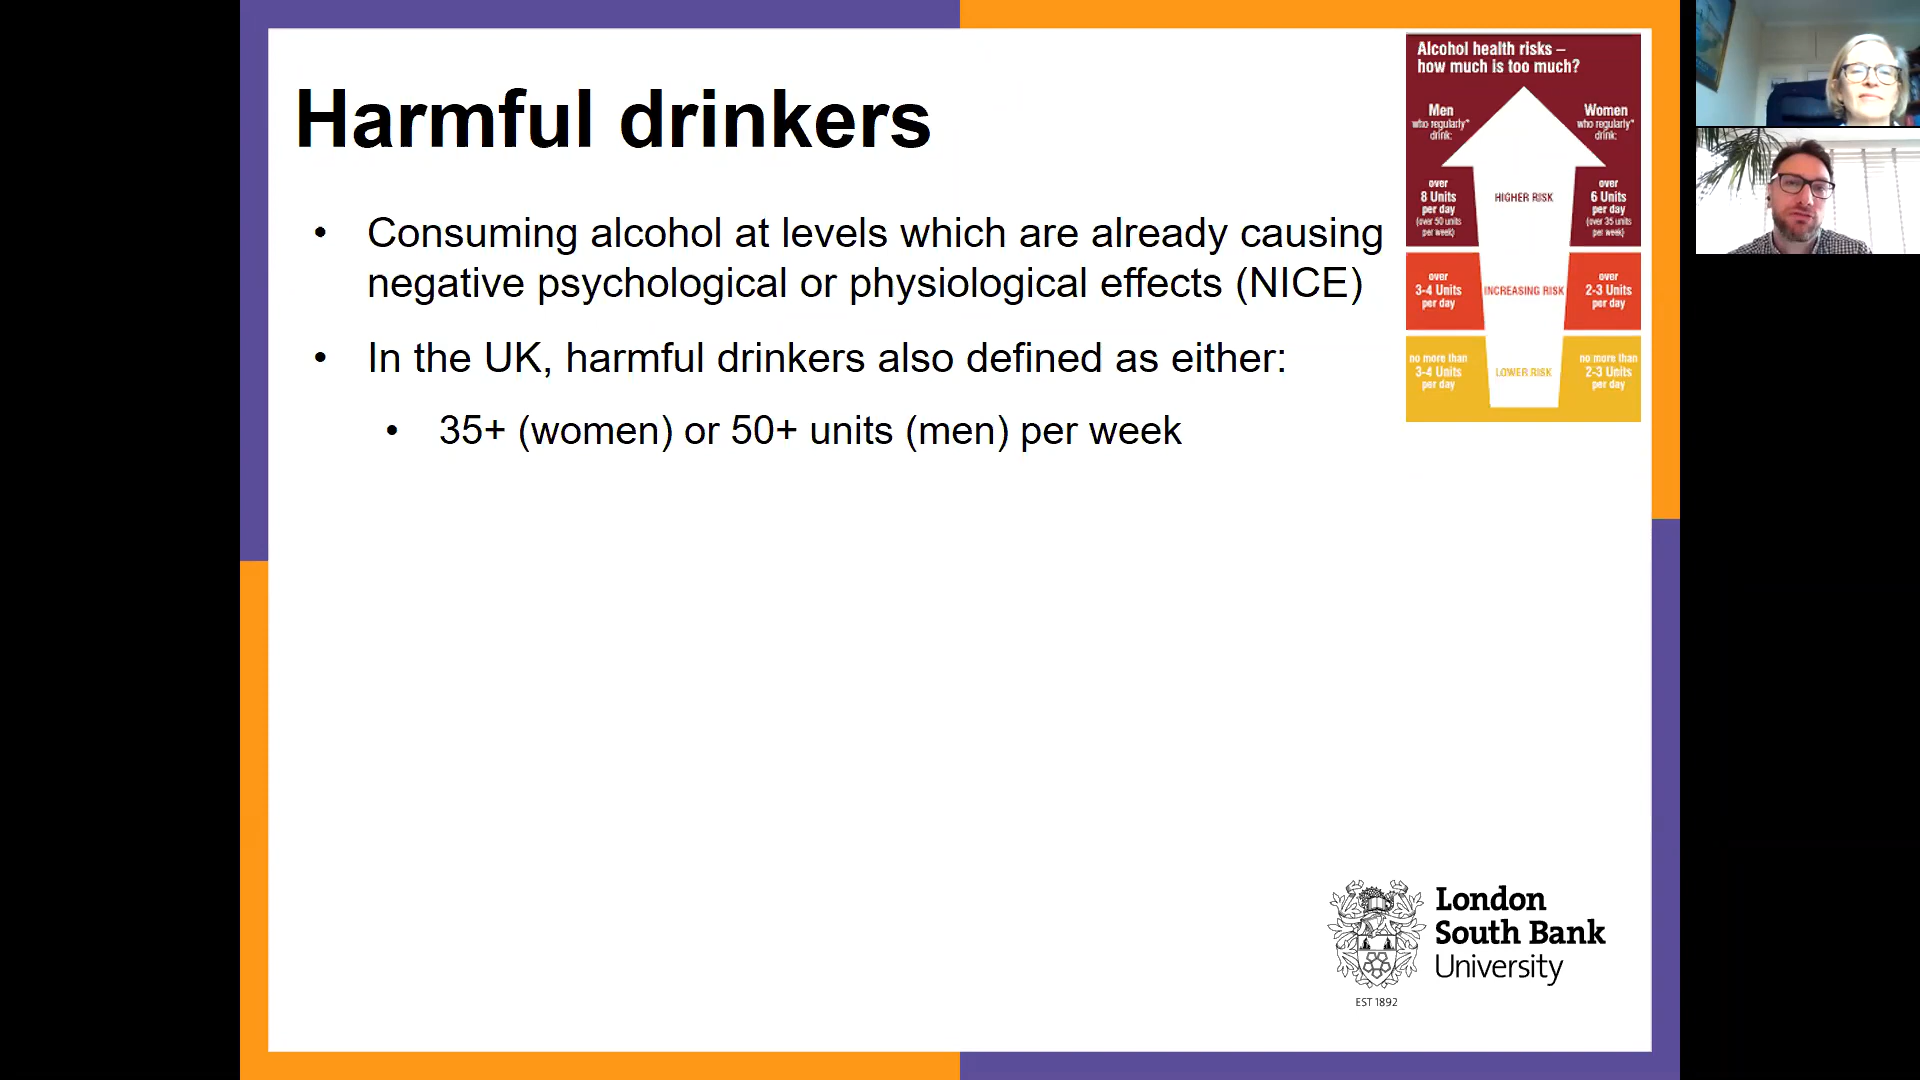 Harmful drinkers
• Consuming alcohol at levels which are already causing
negative psychological or physiological effects (NICE)
• In the UK, harmful drinkers also defined as either:
• 35+ (women) or 50+ units (men) per week
Alcohol health risks –
how much is too much?
Men
who regularly*
drink:
Women
who regularly*
drink:
over
8 Units
per day
(over 50 units
per week)
HIGHER RISK
over
6 Units
per day
(over 35 units
per week)
over
3-4 Units
per day
INCREASING RISK
over
2-3 Units
per day
no more than
3-4 Units
per day
LOWER RISK
no more than
2-3 Units
per day
London
South Bank
University
EST 1892